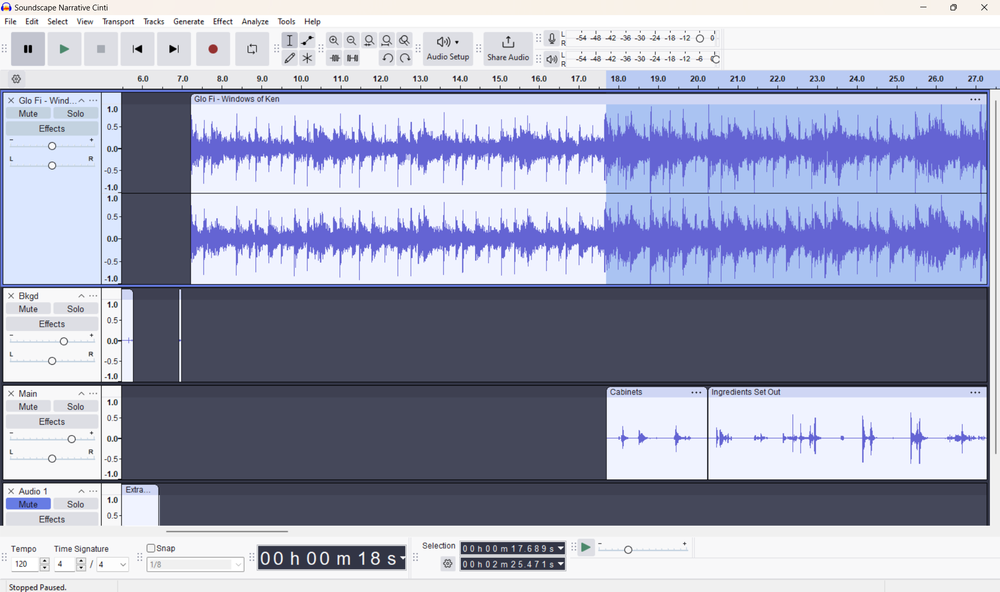 Soundscape Narrative Cinti
File Edit Select View Transport Tracks Generate Effect Analyze Tools Help
Audio Setup
Share Audio
L R -54 -48 -42 -36 -30 -24 -18 -12 0
L R -54 -48 -42 -36 -30 -24 -18 -12 -6 0
6.0 7.0 8.0 9.0 10.0 11.0 12.0 13.0 14.0 15.0 16.0 17.0 18.0 19.0 20.0 21.0 22.0 23.0 24.0 25.0 26.0 27.0
Glo Fi - Wind...
Mute Solo
Effects
- +
L R
1.0
0.5
0.0
-0.5
-1.0
1.0
0.5
0.0
-0.5
-1.0
Glo Fi - Windows of Ken
Bkgd
Mute Solo
Effects
- +
L R
1.0
0.5
0.0
-0.5
-1.0
Main
Mute Solo
Effects
- +
L R
1.0
0.5
0.0
-0.5
-1.0
Cabinets
Ingredients Set Out
Audio 1
Mute Solo
Effects
1.0
0.5
Extra...
Tempo
120
Time Signature
4 / 4
Snap
1/8
00 h 00 m 18 s
Selection
00 h 00 m 17.689 s
00 h 02 m 25.471 s
- +
Stopped Paused.